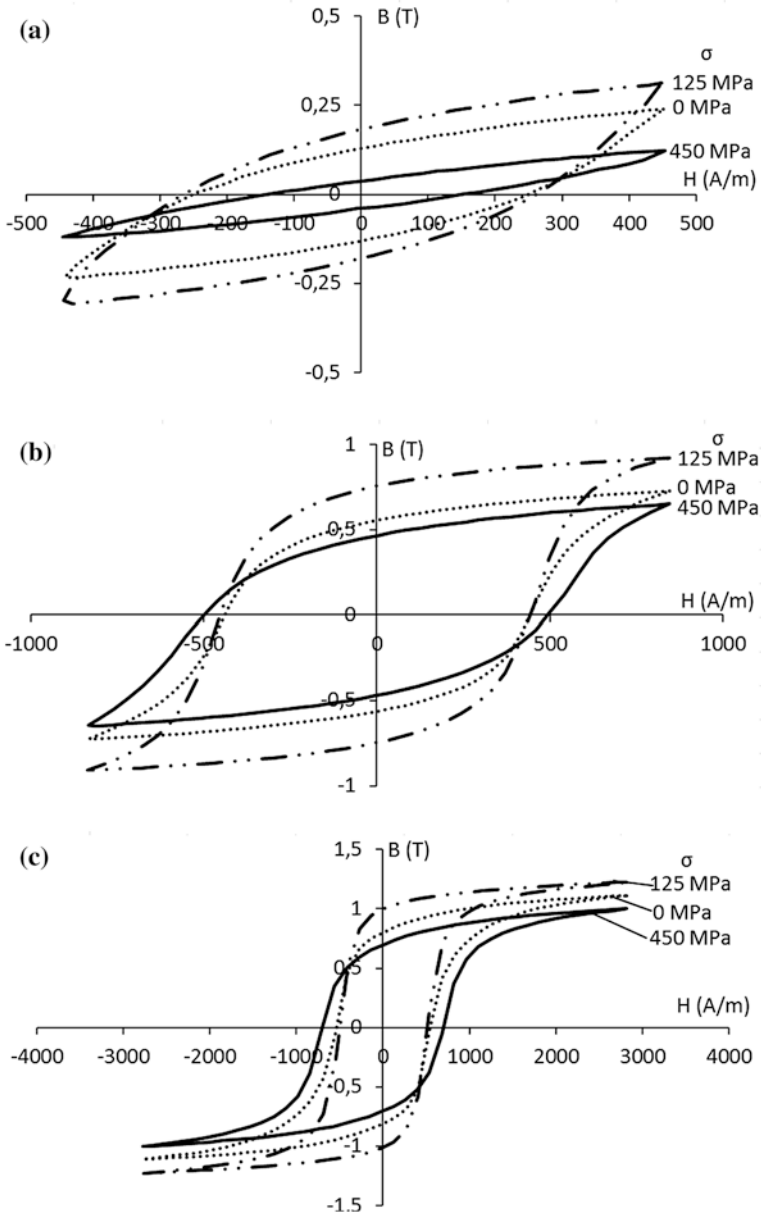 (a)
B (T)
0,5
σ
125 MPa
0,25
0 MPa
450 MPa
0
H (A/m)
-500 -400 -300 -200 -100 0 100 200 300 400 500
-0,25
-0,5
(b)
B (T)
1
σ
125 MPa
0 MPa
0,5
450 MPa
0
H (A/m)
-1000 -500 0 500 1000
-0,5
-1
(c)
1,5
B (T)
σ
125 MPa
1
0 MPa
450 MPa
0,5
H (A/m)
0
-4000 -3000 -2000 -1000 0 1000 2000 3000 4000
-0,5
-1
-1,5